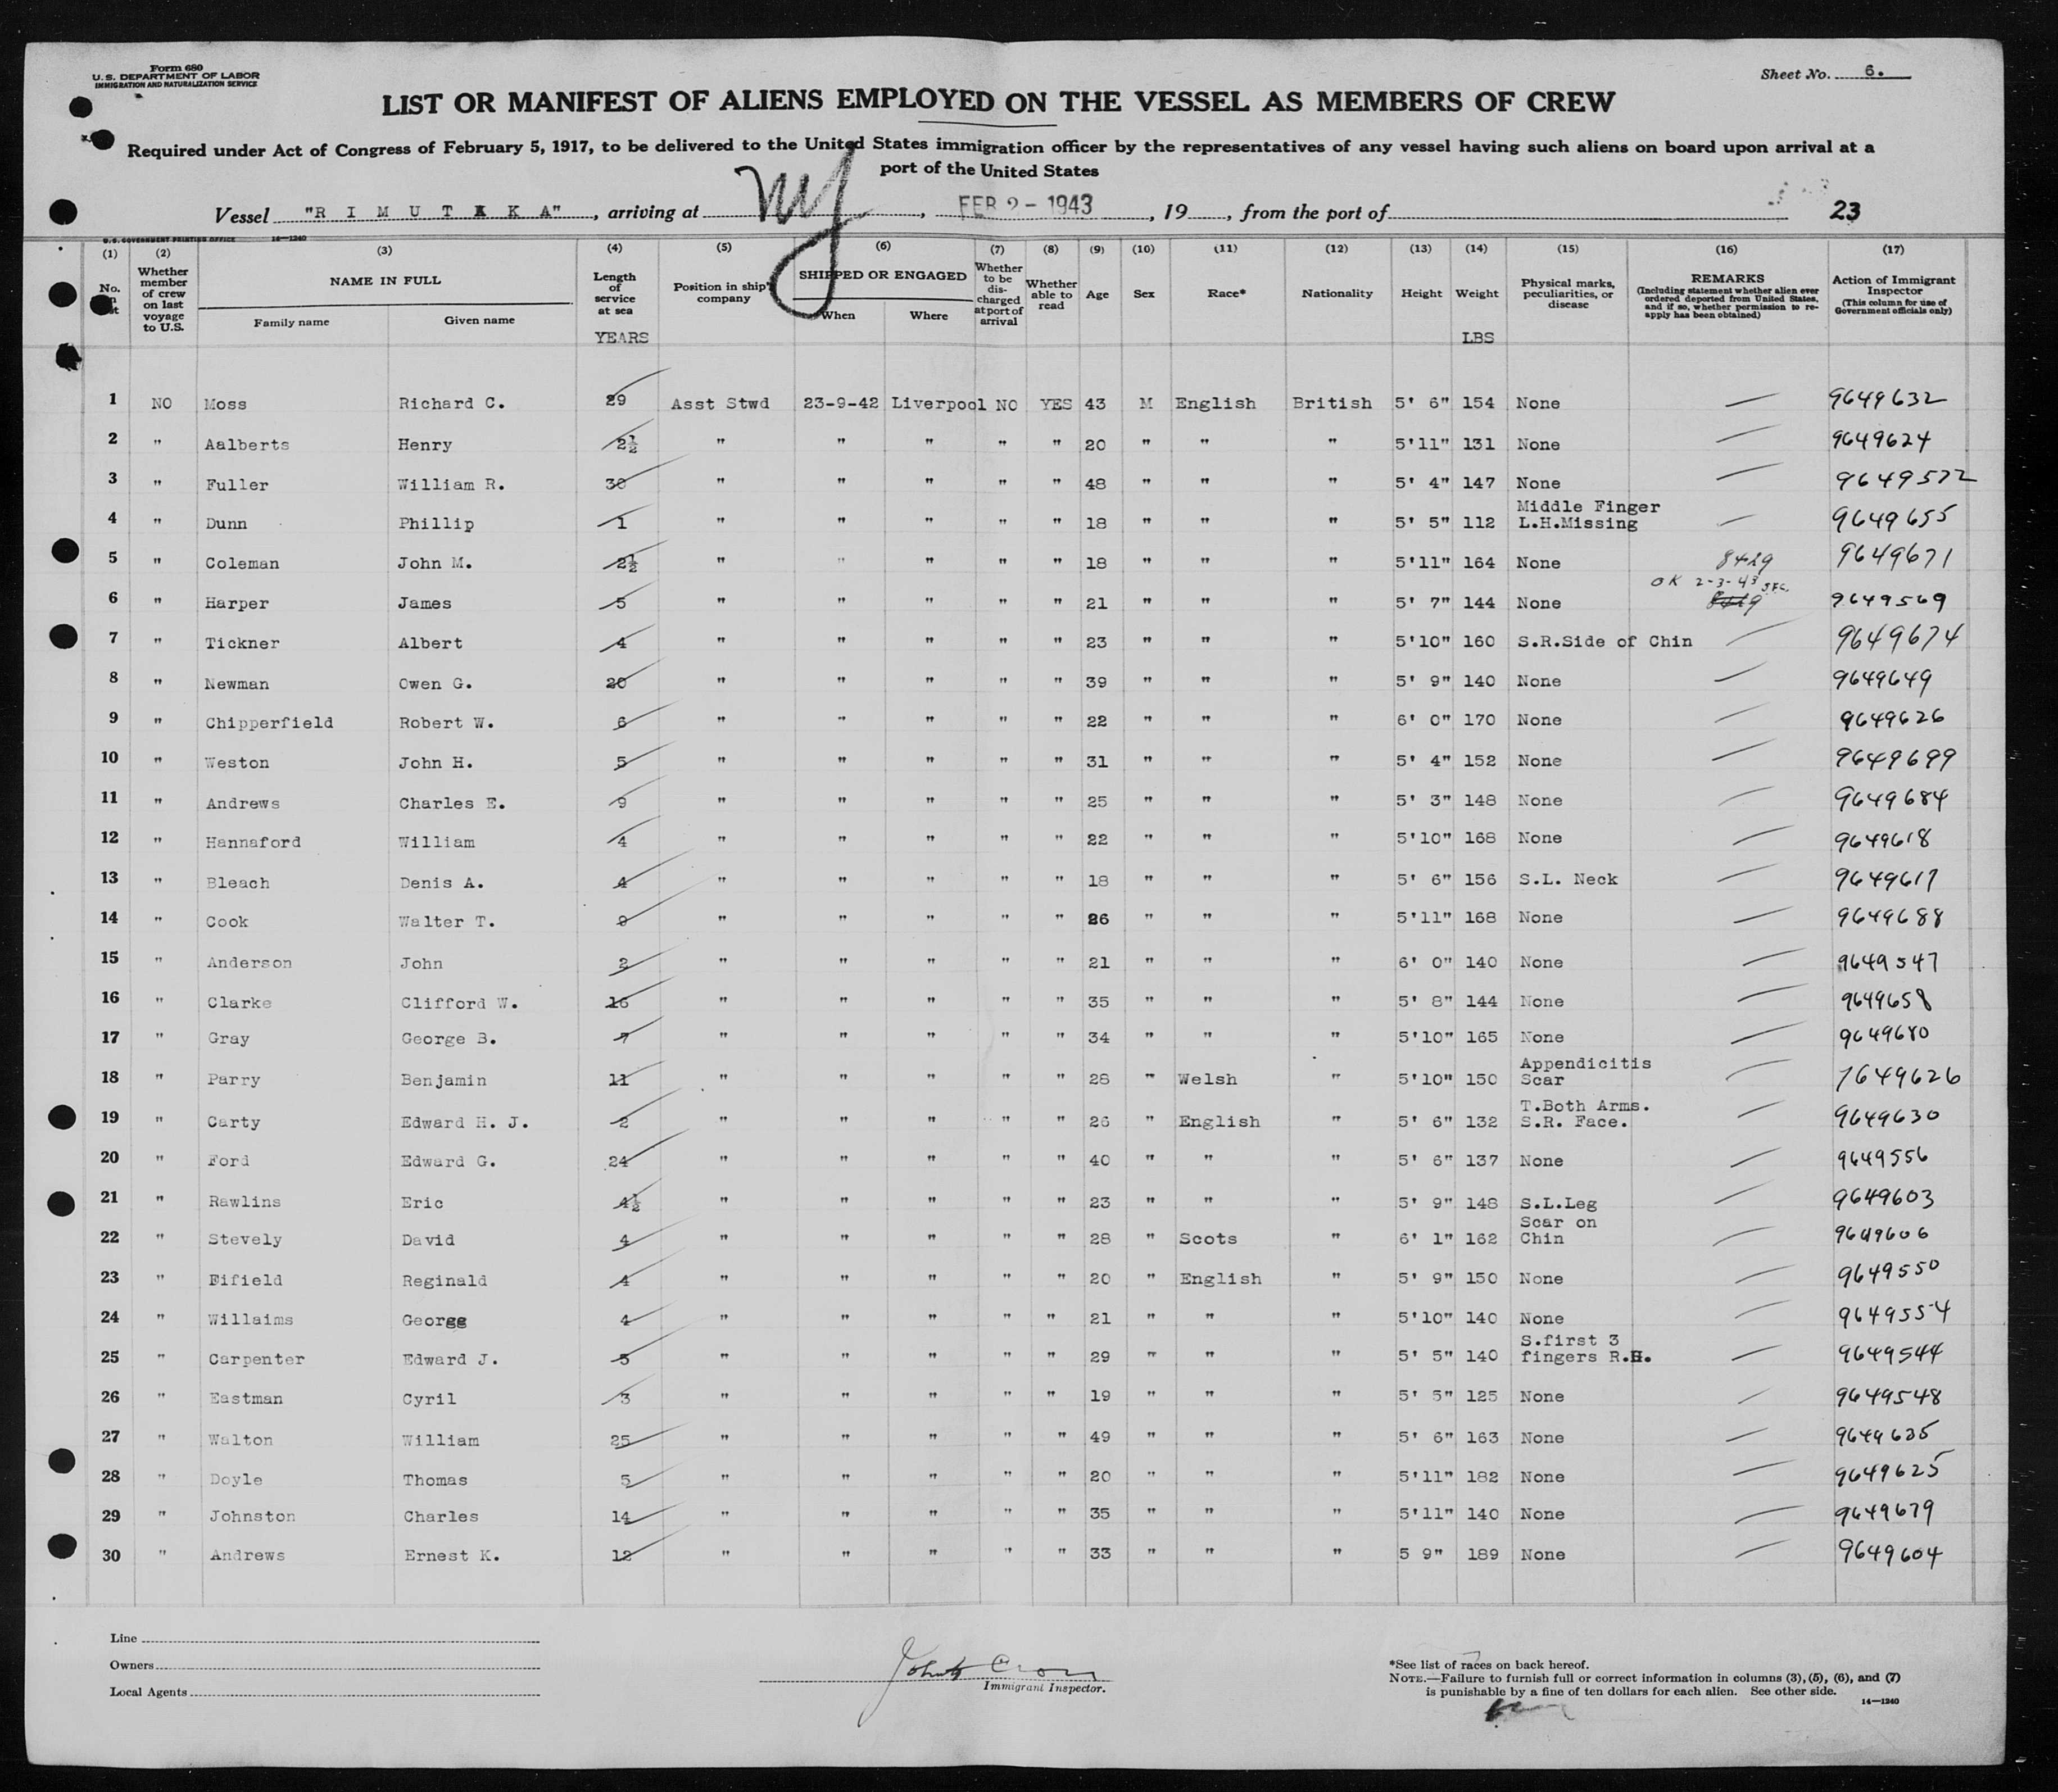 Form 680
U.S. DEPARTMENT OF LABOR
IMMIGRATION AND NATURALIZATION SERVICE
Sheet No. 6.
LIST OR MANIFEST OF ALIENS EMPLOYED ON THE VESSEL AS MEMBERS OF CREW
Required under Act of Congress of February 5, 1917, to be delivered to the United States immigration officer by the representatives of any vessel having such aliens on board upon arrival at a
port of the United States
Vessel "R I M U T A K A", arriving at NY, FEB 2 - 1943, 19, from the port of 23
U.S. GOVERNMENT PRINTING OFFICE 14—1240
(1) (2) (3) (4) (5) (6) (7) (8) (9) (10) (11) (12) (13) (14) (15) (16) (17)
No. Whether member of crew on last voyage to U.S. NAME IN FULL Family name Given name Length of service at sea YEARS Position in ship's company SHIPPED OR ENGAGED When Where Whether to be discharged at port of arrival Whether able to read Age Sex Race* Nationality Height Weight LBS Physical marks, peculiarities, or disease REMARKS (Including statement whether alien ever ordered deported from United States, and if so, whether permission to reapply has been obtained) Action of Immigrant Inspector (This column for use of Government officials only)
1 NO Moss Richard C. 29 Asst Stwd 23-9-42 Liverpool NO YES 43 M English British 5' 6" 154 None — 9649632
2 " Aalberts Henry 2½ " " " " " 20 " " " 5'11" 131 None — 9649624
3 " Fuller William R. 30 " " " " " 48 " " " 5' 4" 147 None — 9649522
4 " Dunn Phillip 1 " " " " " 18 " " " 5' 5" 112 Middle Finger L.H.Missing — 9649655
5 " Coleman John M. 2½ " " " " " 18 " " " 5'11" 164 None 8429 9649671
6 " Harper James 5 " " " " " 21 " " " 5' 7" 144 None OK 2-3-43 9649569
7 " Tickner Albert 4 " " " " " 23 " " " 5'10" 160 S.R.Side of Chin — 9649674
8 " Newman Owen G. 20 " " " " " 39 " " " 5' 9" 140 None — 9649649
9 " Chipperfield Robert W. 6 " " " " " 22 " " " 6' 0" 170 None — 9649626
10 " Weston John H. 5 " " " " " 31 " " " 5' 4" 152 None — 9649699
11 " Andrews Charles E. 9 " " " " " 25 " " " 5' 3" 148 None — 9649684
12 " Hannaford William 4 " " " " " 22 " " " 5'10" 168 None — 9649618
13 " Bleach Denis A. 4 " " " " " 18 " " " 5' 6" 156 S.L. Neck — 9649617
14 " Cook Walter T. 9 " " " " " 26 " " " 5'11" 168 None — 9649688
15 " Anderson John 2 " " " " " 21 " " " 6' 0" 140 None — 9649547
16 " Clarke Clifford W. 16 " " " " " 35 " " " 5' 8" 144 None — 9649658
17 " Gray George B. 7 " " " " " 34 " " " 5'10" 165 None — 9649680
18 " Parry Benjamin 11 " " " " " 28 " Welsh " 5'10" 150 Appendicitis Scar — 7649626
19 " Carty Edward H. J. 2 " " " " " 26 " English " 5' 6" 132 T.Both Arms. S.R. Face. — 9649630
20 " Ford Edward G. 24 " " " " " 40 " " " 5' 6" 137 None — 9649556
21 " Rawlins Eric 4½ " " " " " 23 " " " 5' 9" 148 S.L.Leg — 9649603
22 " Stevely David 4 " " " " " 28 " Scots " 6' 1" 162 Scar on Chin — 9649606
23 " Fifield Reginald 4 " " " " " 20 " English " 5' 9" 150 None — 9649550
24 " Willaims George 4 " " " " " 21 " " " 5'10" 140 None — 9649554
25 " Carpenter Edward J. 5 " " " " " 29 " " " 5' 5" 140 S.first 3 fingers R.H. — 9649544
26 " Eastman Cyril 3 " " " " " 19 " " " 5' 5" 125 None — 9649548
27 " Walton William 25 " " " " " 49 " " " 5' 6" 163 None — 9649635
28 " Doyle Thomas 5 " " " " " 20 " " " 5'11" 182 None — 9649625
29 " Johnston Charles 14 " " " " " 35 " " " 5'11" 140 None — 9649679
30 " Andrews Ernest K. 12 " " " " " 33 " " " 5 9" 189 None — 9649604
Line
Owners
Local Agents
Immigrant Inspector.
*See list of races on back hereof.
NOTE.—Failure to furnish full or correct information in columns (3), (5), (6), and (7)
is punishable by a fine of ten dollars for each alien. See other side.
14—1240